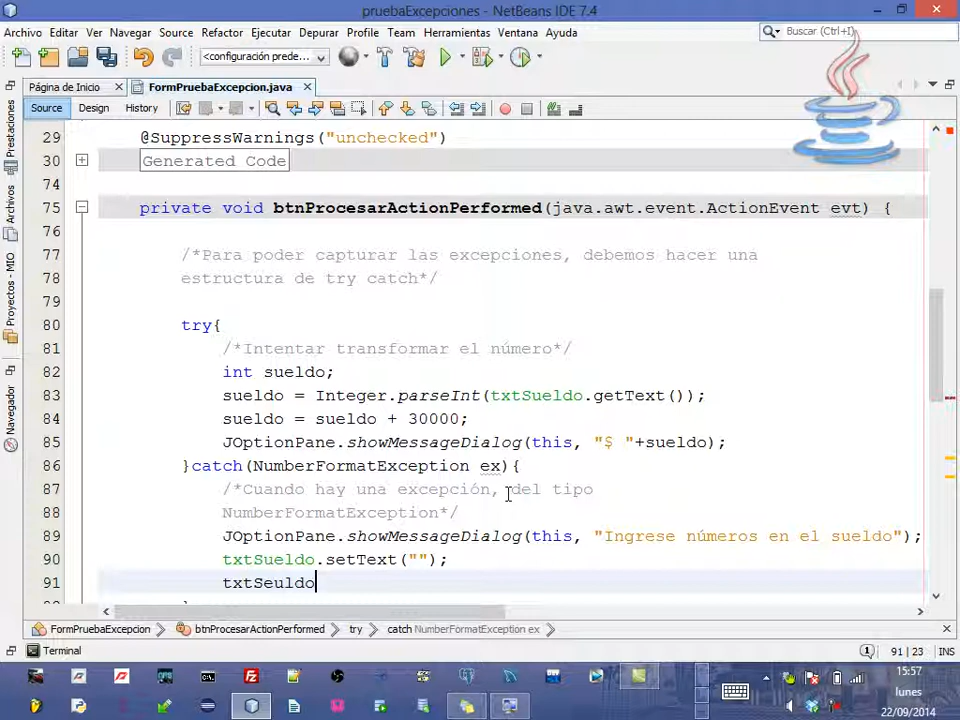 pruebaExcepciones - NetBeans IDE 7.4
Archivo Editar Ver Navegar Source Refactor Ejecutar Depurar Profile Team Herramientas Ventana Ayuda
Buscar (Ctrl+I)
<configuración prede...
Página de Inicio
FormPruebaExcepcion.java
Source Design History
29 @SuppressWarnings("unchecked")
30 Generated Code
74
75 private void btnProcesarActionPerformed(java.awt.event.ActionEvent evt) {
76
77 /*Para poder capturar las excepciones, debemos hacer una
78 estructura de try catch*/
79
80 try{
81 /*Intentar transformar el número*/
82 int sueldo;
83 sueldo = Integer.parseInt(txtSueldo.getText());
84 sueldo = sueldo + 30000;
85 JOptionPane.showMessageDialog(this, "$ "+sueldo);
86 }catch(NumberFormatException ex){
87 /*Cuando hay una excepción, del tipo
88 NumberFormatException*/
89 JOptionPane.showMessageDialog(this, "Ingrese números en el sueldo");
90 txtSueldo.setText("");
91 txtSeuldo
Prestaciones
Archivos
Proyectos - MIO
Navegador
FormPruebaExcepcion btnProcesarActionPerformed try catch NumberFormatException ex
Terminal
1 91 | 23 INS
15:57
lunes
22/09/2014